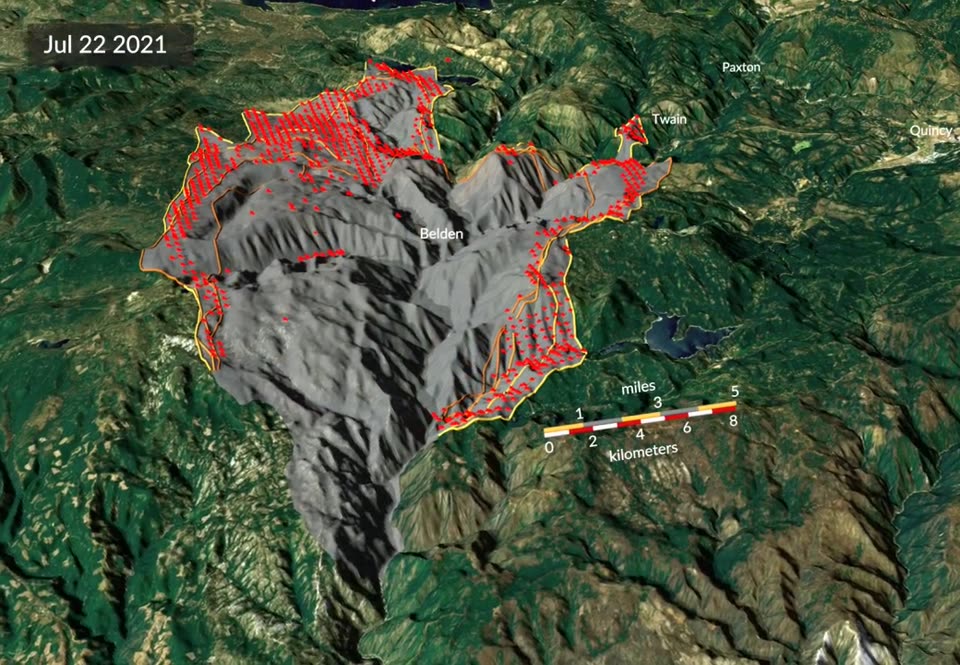 Jul 22 2021
Paxton
Twain
Quincy
Belden
miles
1 3 5
0 2 4 6 8
kilometers